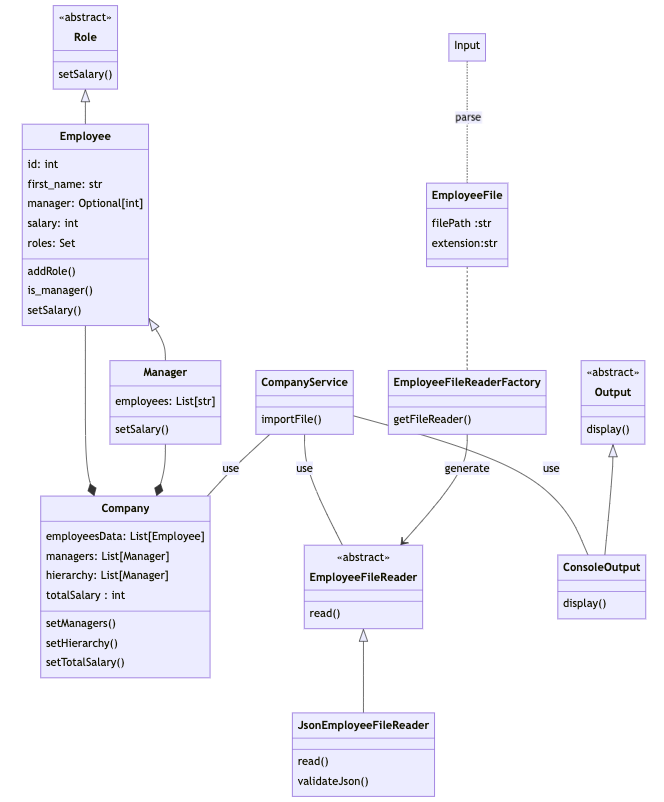 «abstract»
Role
setSalary()
Input
Employee
id: int
first_name: str
manager: Optional[int]
salary: int
roles: Set
addRole()
is_manager()
setSalary()
parse
EmployeeFile
filePath :str
extension:str
Manager
employees: List[str]
setSalary()
CompanyService
importFile()
EmployeeFileReaderFactory
getFileReader()
«abstract»
Output
display()
use
use
generate
use
Company
employeesData: List[Employee]
managers: List[Manager]
hierarchy: List[Manager]
totalSalary : int
setManagers()
setHierarchy()
setTotalSalary()
«abstract»
EmployeeFileReader
read()
ConsoleOutput
display()
JsonEmployeeFileReader
read()
validateJson()